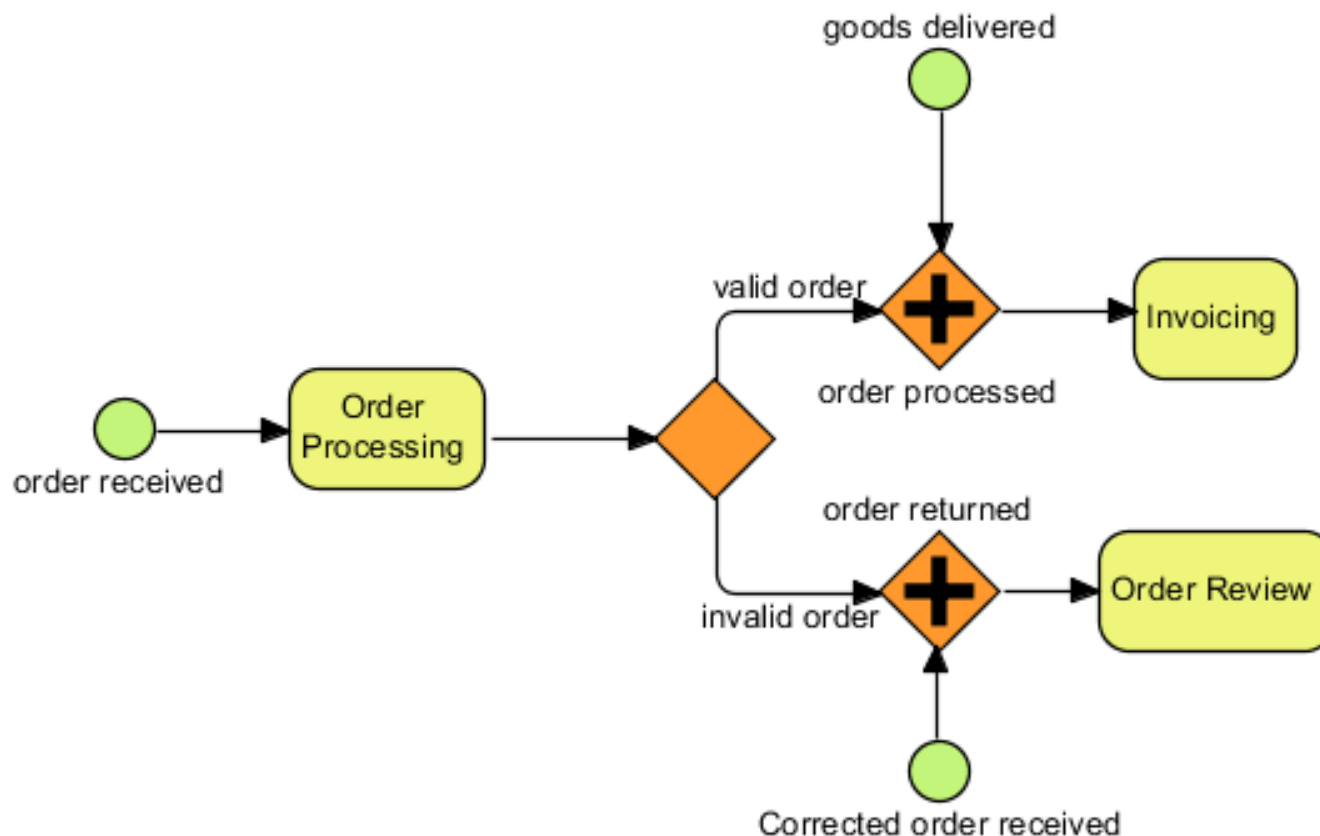 goods delivered
valid order
Invoicing
order processed
Order
Processing
order received
order returned
Order Review
invalid order
Corrected order received